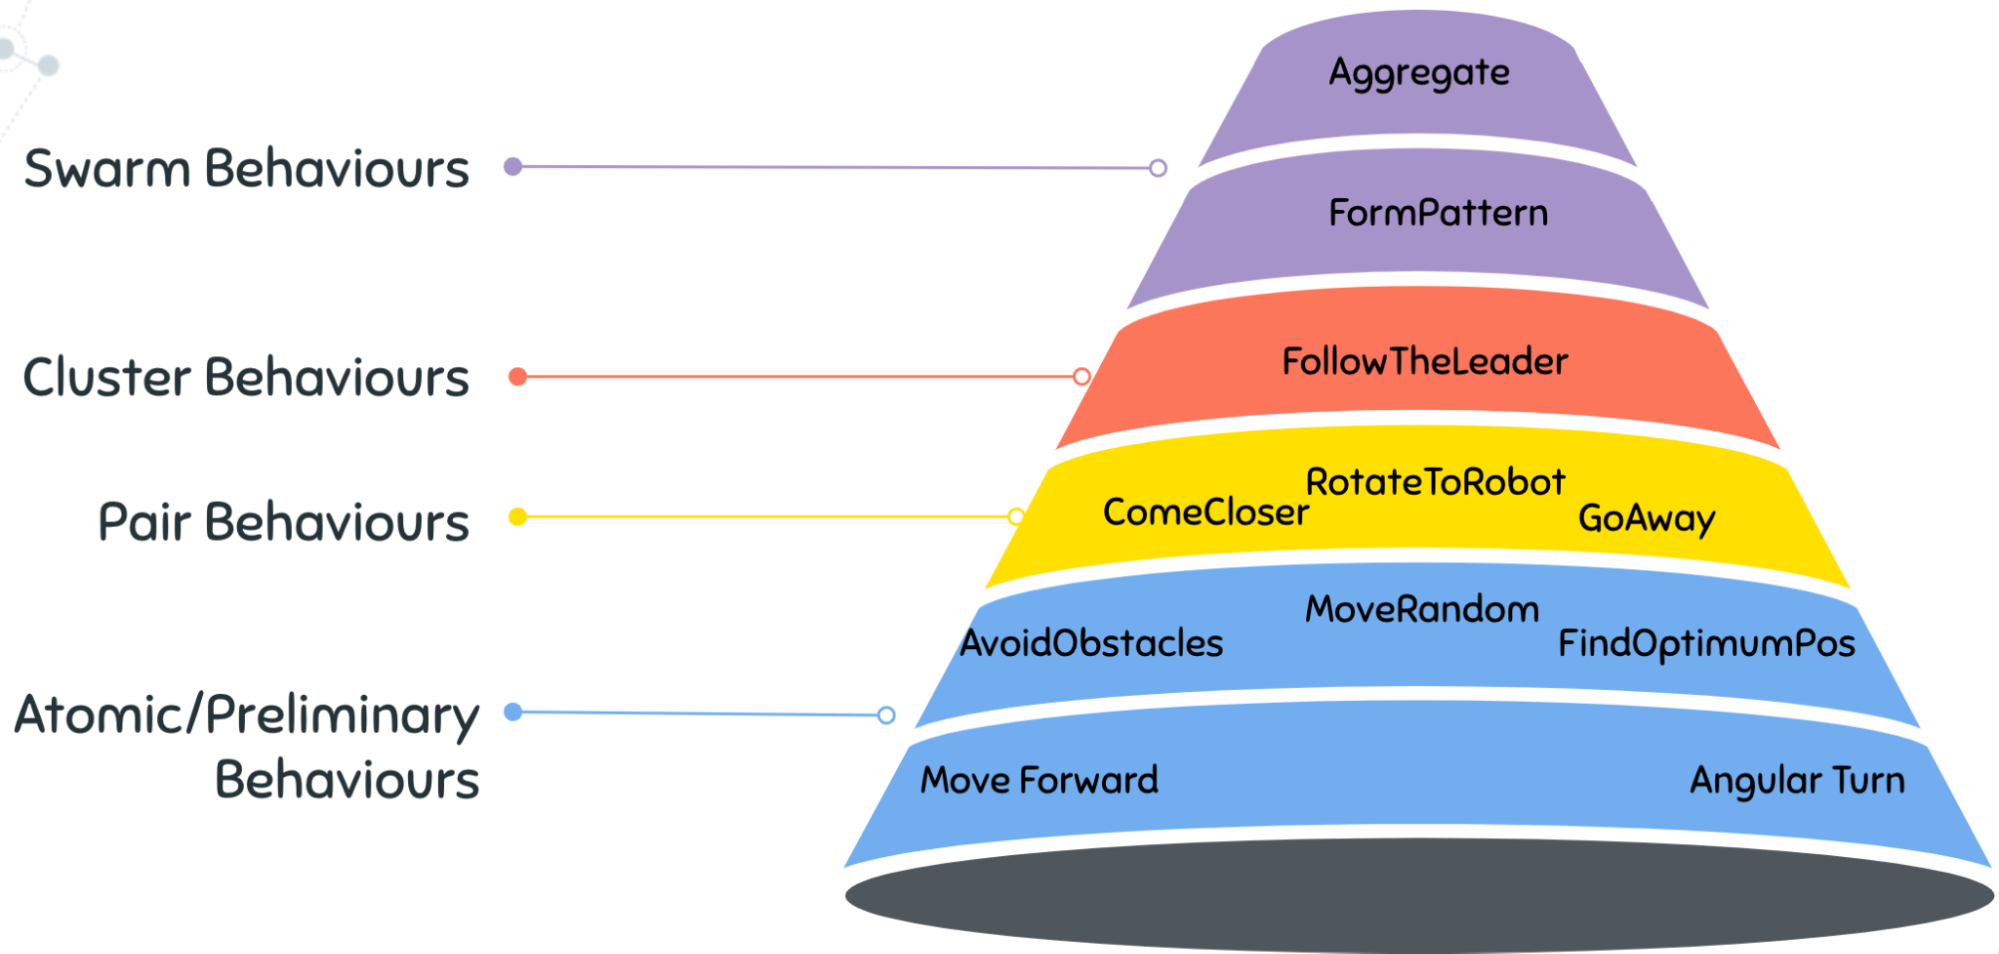 Aggregate
Swarm Behaviours
FormPattern
FollowTheLeader
Cluster Behaviours
RotateToRobot
ComeCloser
GoAway
Pair Behaviours
MoveRandom
AvoidObstacles
FindOptimumPos
Atomic/Preliminary
Behaviours
Move Forward
Angular Turn